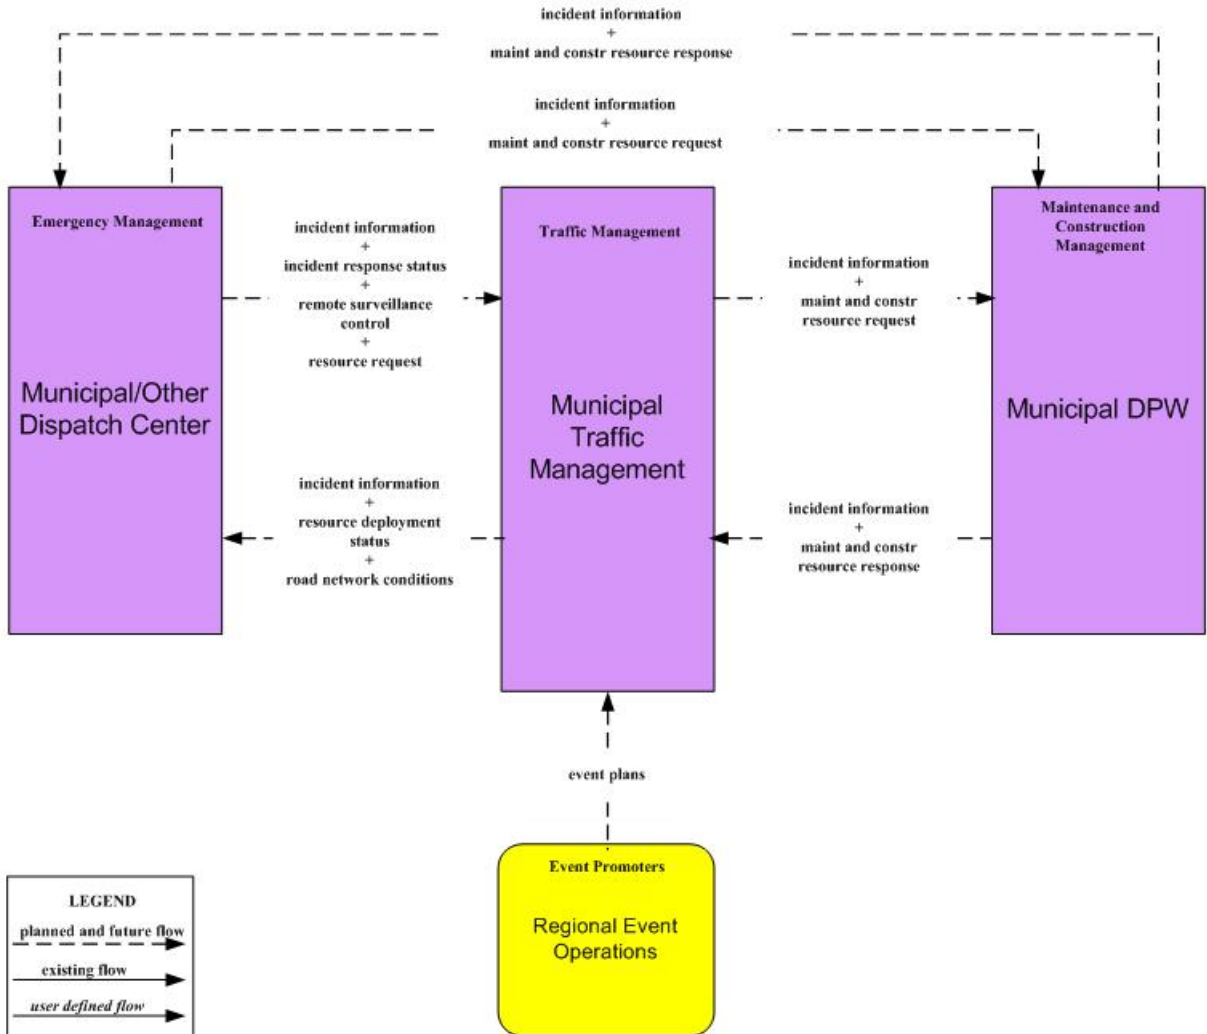 incident information
+
maint and constr resource response
incident information
+
maint and constr resource request
Emergency Management
Municipal/Other
Dispatch Center
incident information
+
incident response status
+
remote surveillance
control
+
resource request
incident information
+
resource deployment
status
+
road network conditions
Traffic Management
Municipal
Traffic
Management
incident information
+
maint and constr
resource request
incident information
+
maint and constr
resource response
Maintenance and
Construction
Management
Municipal DPW
event plans
Event Promoters
Regional Event
Operations
LEGEND
planned and future flow
existing flow
user defined flow